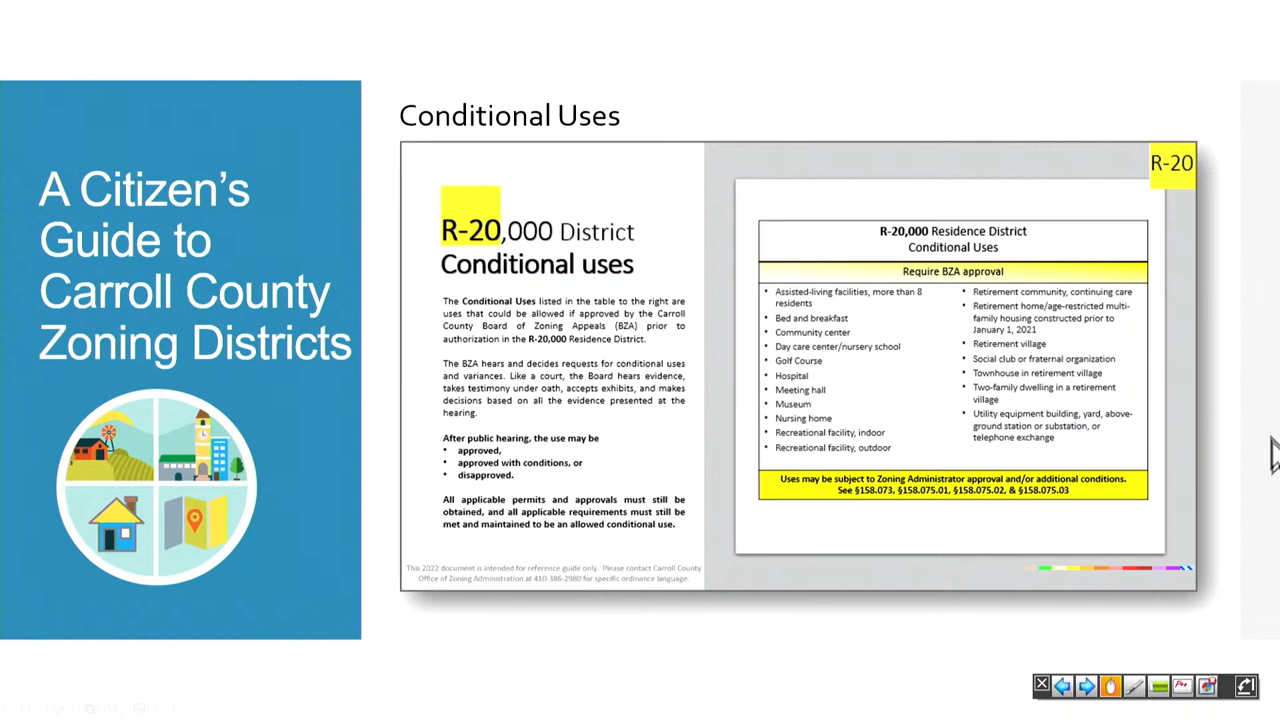 A Citizen's
Guide to
Carroll County
Zoning Districts
Conditional Uses
R-20
R-20,000 District
Conditional uses
The Conditional Uses listed in the table to the right are
uses that could be allowed if approved by the Carroll
County Board of Zoning Appeals (BZA) prior to
authorization in the R-20,000 Residence District.
The BZA hears and decides requests for conditional uses
and variances. Like a court, the Board hears evidence,
takes testimony under oath, accepts exhibits, and makes
decisions based on all the evidence presented at the
hearing.
After public hearing, the use may be
• approved,
• approved with conditions, or
• disapproved.
All applicable permits and approvals must still be
obtained, and all applicable requirements must still be
met and maintained to be an allowed conditional use.
This 2022 document is intended for reference guide only. Please contact Carroll County
Office of Zoning Administration at 410-386-2980 for specific ordinance language.
R-20,000 Residence District
Conditional Uses
Require BZA approval
• Assisted-living facilities, more than 8
residents
• Bed and breakfast
• Community center
• Day care center/nursery school
• Golf Course
• Hospital
• Meeting hall
• Museum
• Nursing home
• Recreational facility, indoor
• Recreational facility, outdoor
• Retirement community, continuing care
• Retirement home/age-restricted multi-
family housing constructed prior to
January 1, 2021
• Retirement village
• Social club or fraternal organization
• Townhouse in retirement village
• Two-family dwelling in a retirement
village
• Utility equipment building, yard, above-
ground station or substation, or
telephone exchange
Uses may be subject to Zoning Administrator approval and/or additional conditions.
See §158.073, §158.075.01, §158.075.02, & §158.075.03